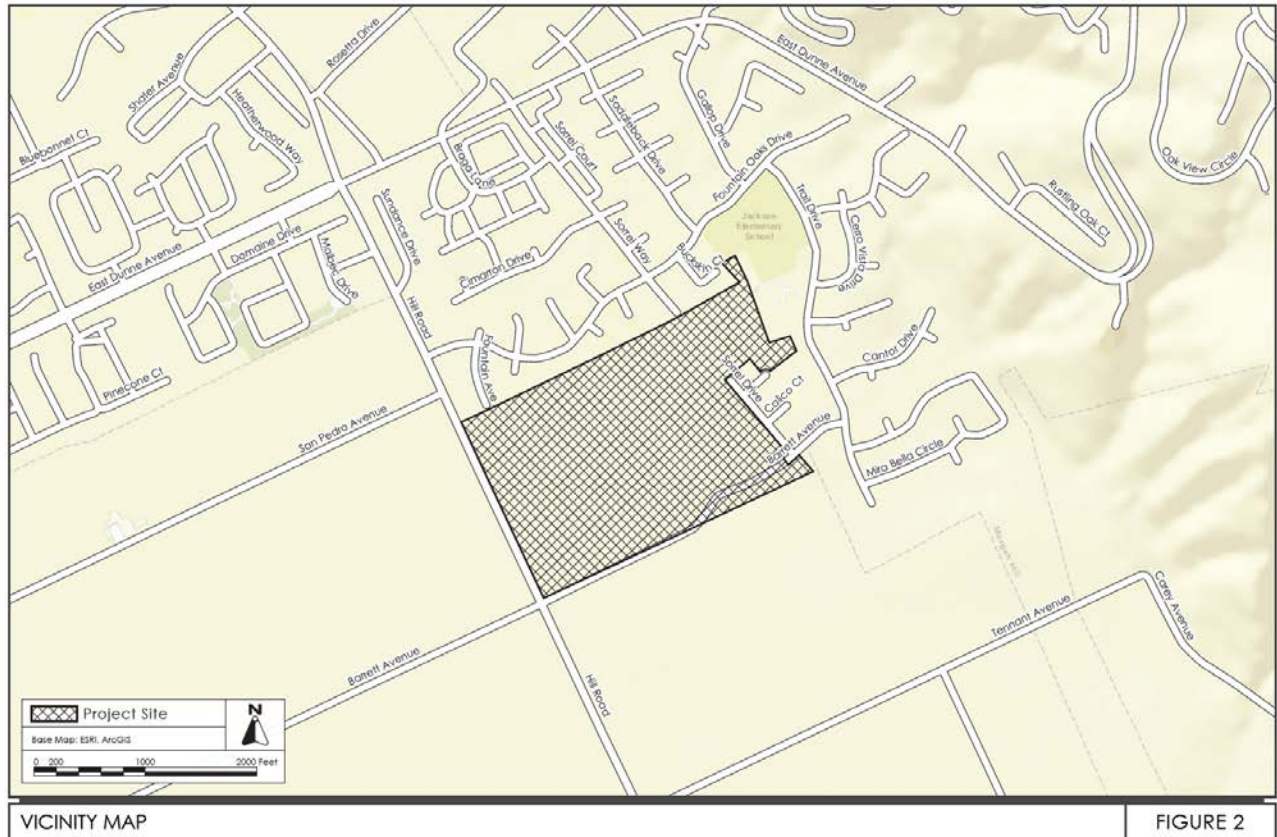 Shafer Avenue
Rosetta Drive
East Dunne Avenue
Heatherwood Way
Bluebonnet Ct
Gallop Drive
Saddleback Drive
Sorrel Court
Braga Lane
Fountain Oaks Drive
Oak View Circle
Rustling Oak Ct
Trail Drive
Jackson
Elementary
School
Sundance Drive
Domaine Drive
East Dunne Avenue
Malbec Drive
Cimarron Drive
Sorrel Way
Buckskin Ct
Cerro Vista Drive
Hill Road
Fountain Ave
Cantor Drive
Pinecone Ct
San Pedro Avenue
Sorrel Drive
Calico Ct
Barrett Avenue
Mira Bella Circle
Morgan Hill
Tennant Avenue
Carey Avenue
Barrett Avenue
Hill Road
Project Site
N
Base Map: ESRI, ArcGIS
0 200 1000 2000 Feet
VICINITY MAP
FIGURE 2